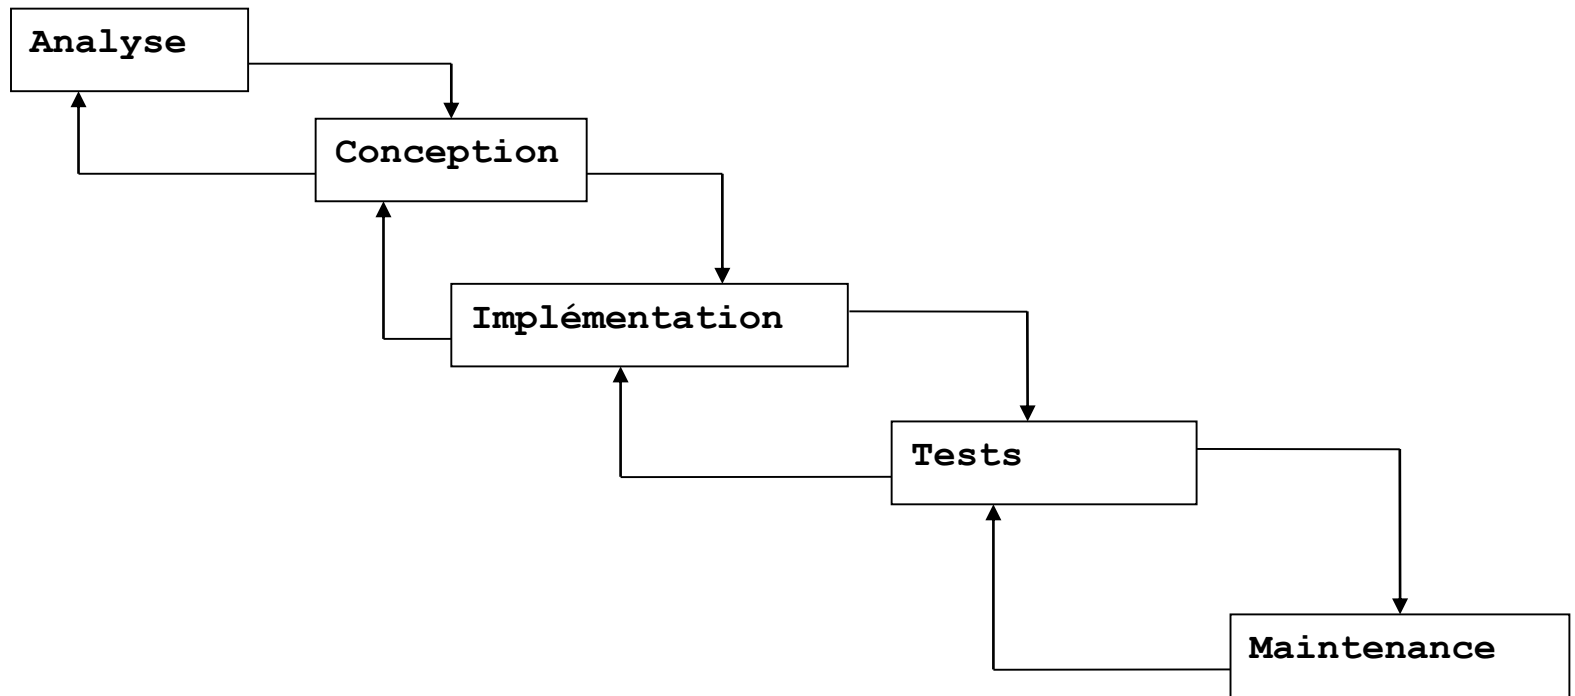 Analyse
Conception
Implémentation
Tests
Maintenance